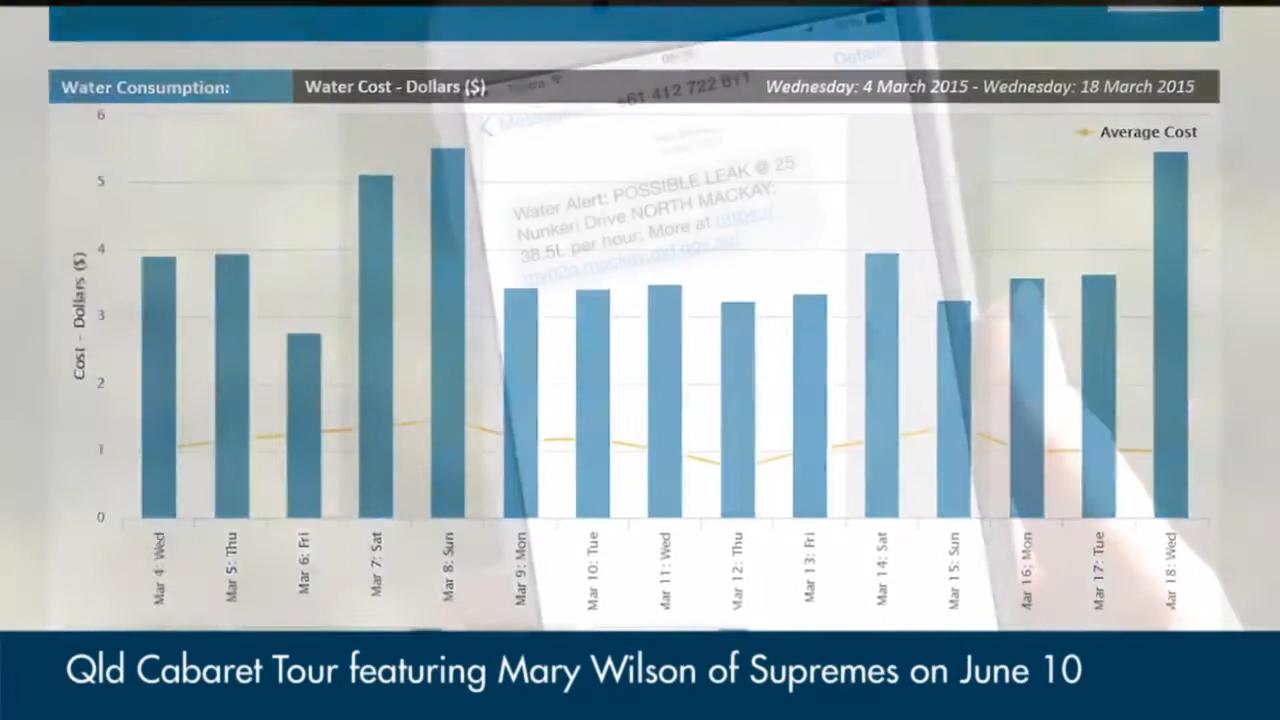 Water Consumption:
Water Cost - Dollars ($)
Wednesday: 4 March 2015 - Wednesday: 18 March 2015
+61 412 722 611
Average Cost
Water Alert: POSSIBLE LEAK @ 25
Nunkeri Drive NORTH MACKAY:
38.5L per hour: More at https://
Cost - Dollars ($)
6
5
4
3
2
1
0
Mar 4: Wed
Mar 5: Thu
Mar 6: Fri
Mar 7: Sat
Mar 8: Sun
Mar 9: Mon
Mar 10: Tue
Mar 11: Wed
Mar 12: Thu
Mar 13: Fri
Mar 14: Sat
Mar 15: Sun
Mar 16: Mon
Mar 17: Tue
Mar 18: Wed
Qld Cabaret Tour featuring Mary Wilson of Supremes on June 10